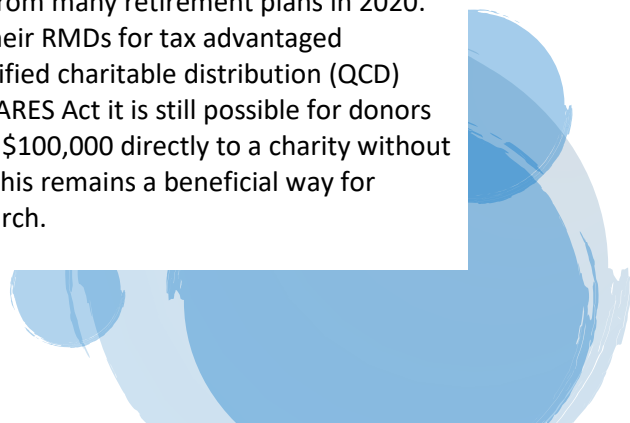 from many retirement plans in 2020.
heir RMDs for tax advantaged
ified charitable distribution (QCD)
ARES Act it is still possible for donors
$100,000 directly to a charity without
his remains a beneficial way for
rch.